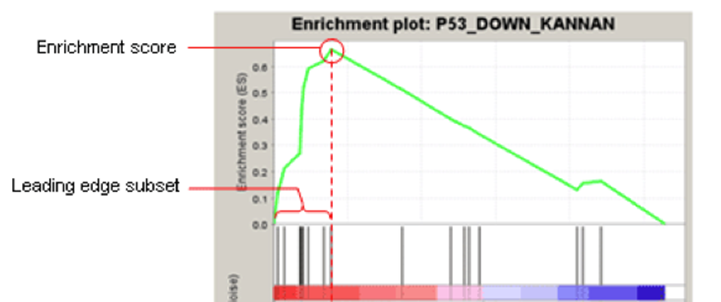 Enrichment plot: P53_DOWN_KANNAN
Enrichment score
Leading edge subset
Enrichment score (ES)
0.6
0.5
0.4
0.3
0.2
0.1
0.0
oise)